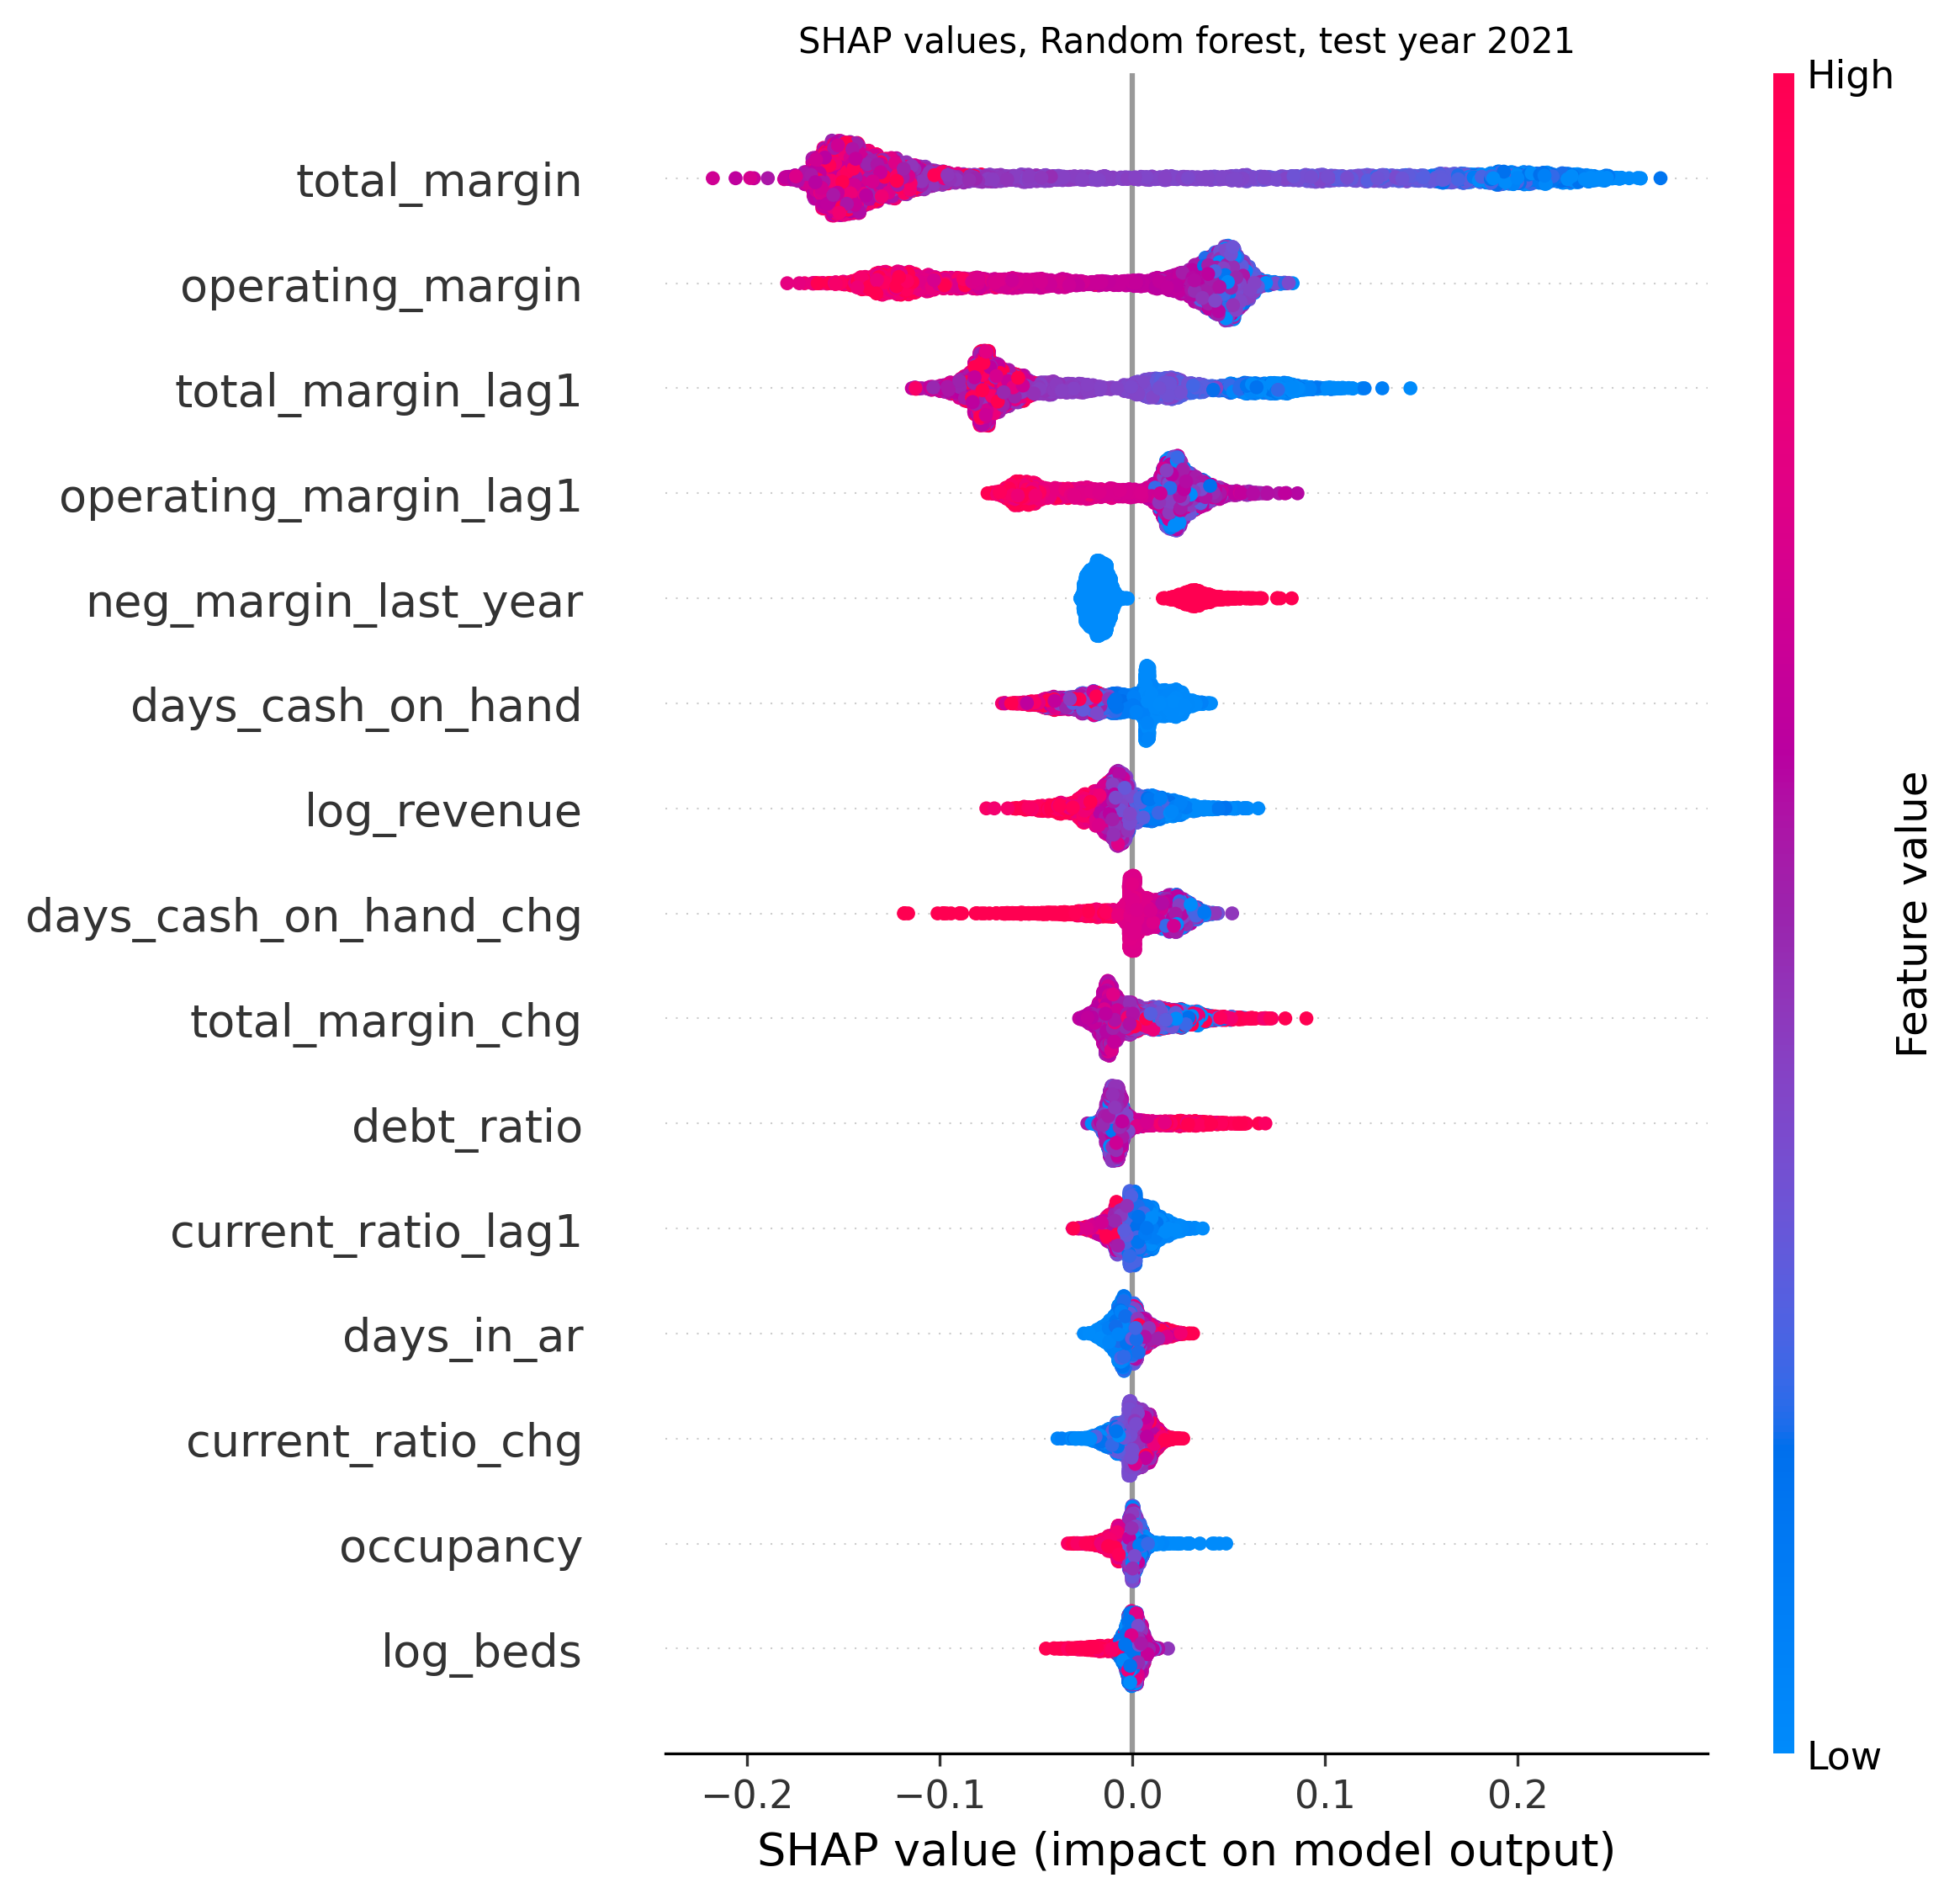 SHAP values, Random forest, test year 2021
High
total_margin
operating_margin
total_margin_lag1
operating_margin_lag1
neg_margin_last_year
days_cash_on_hand
log_revenue
days_cash_on_hand_chg
total_margin_chg
debt_ratio
current_ratio_lag1
days_in_ar
current_ratio_chg
occupancy
log_beds
Feature value
Low
−0.2 −0.1 0.0 0.1 0.2
SHAP value (impact on model output)